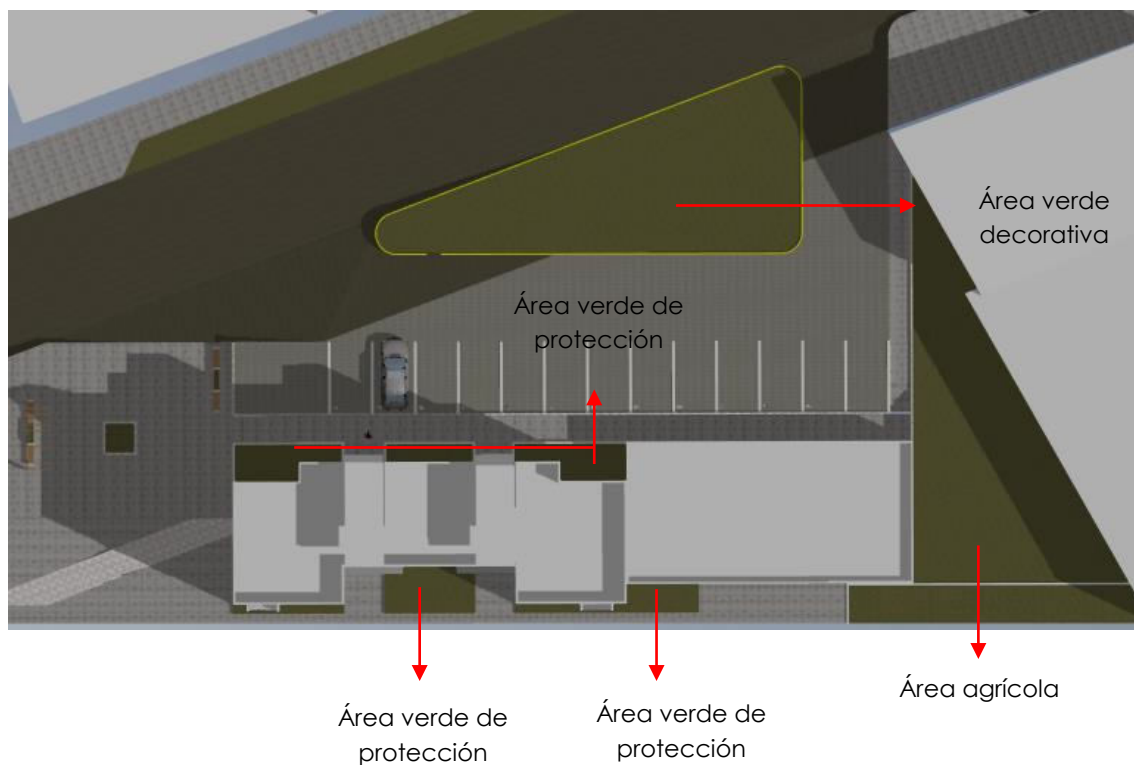 Área verde
decorativa
Área verde de
protección
Área agrícola
Área verde de
protección
Área verde de
protección